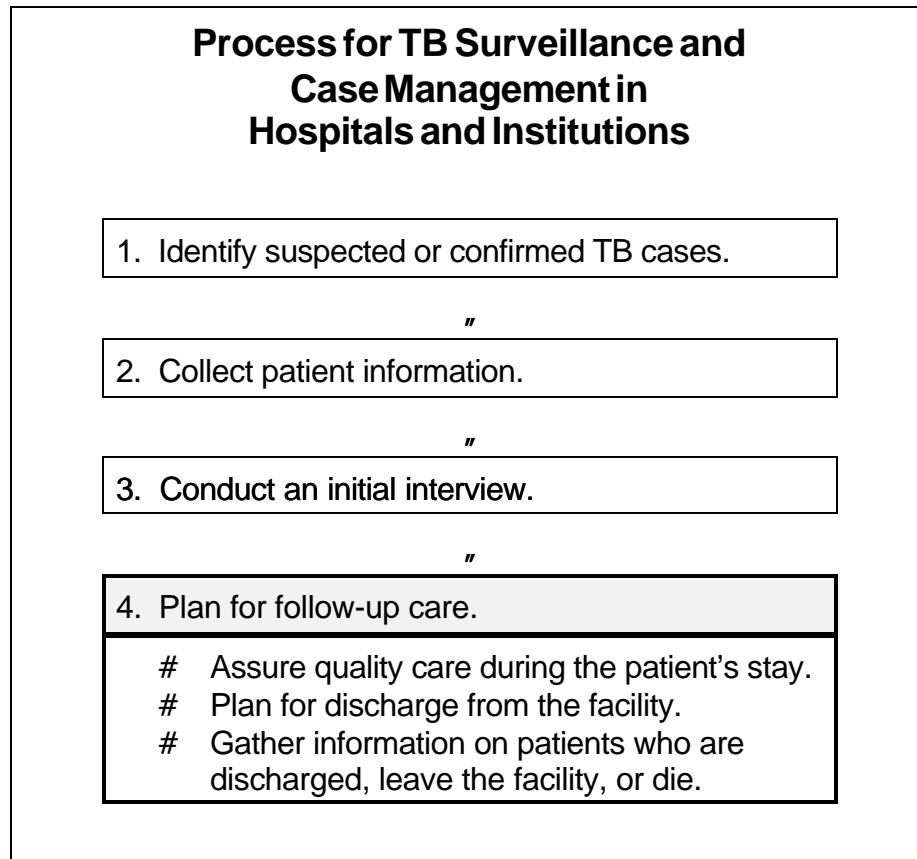 Process for TB Surveillance and
Case Management in
Hospitals and Institutions
1. Identify suspected or confirmed TB cases.
″
2. Collect patient information.
″
3. Conduct an initial interview.
″
4. Plan for follow-up care.
# Assure quality care during the patient's stay.
# Plan for discharge from the facility.
# Gather information on patients who are
discharged, leave the facility, or die.